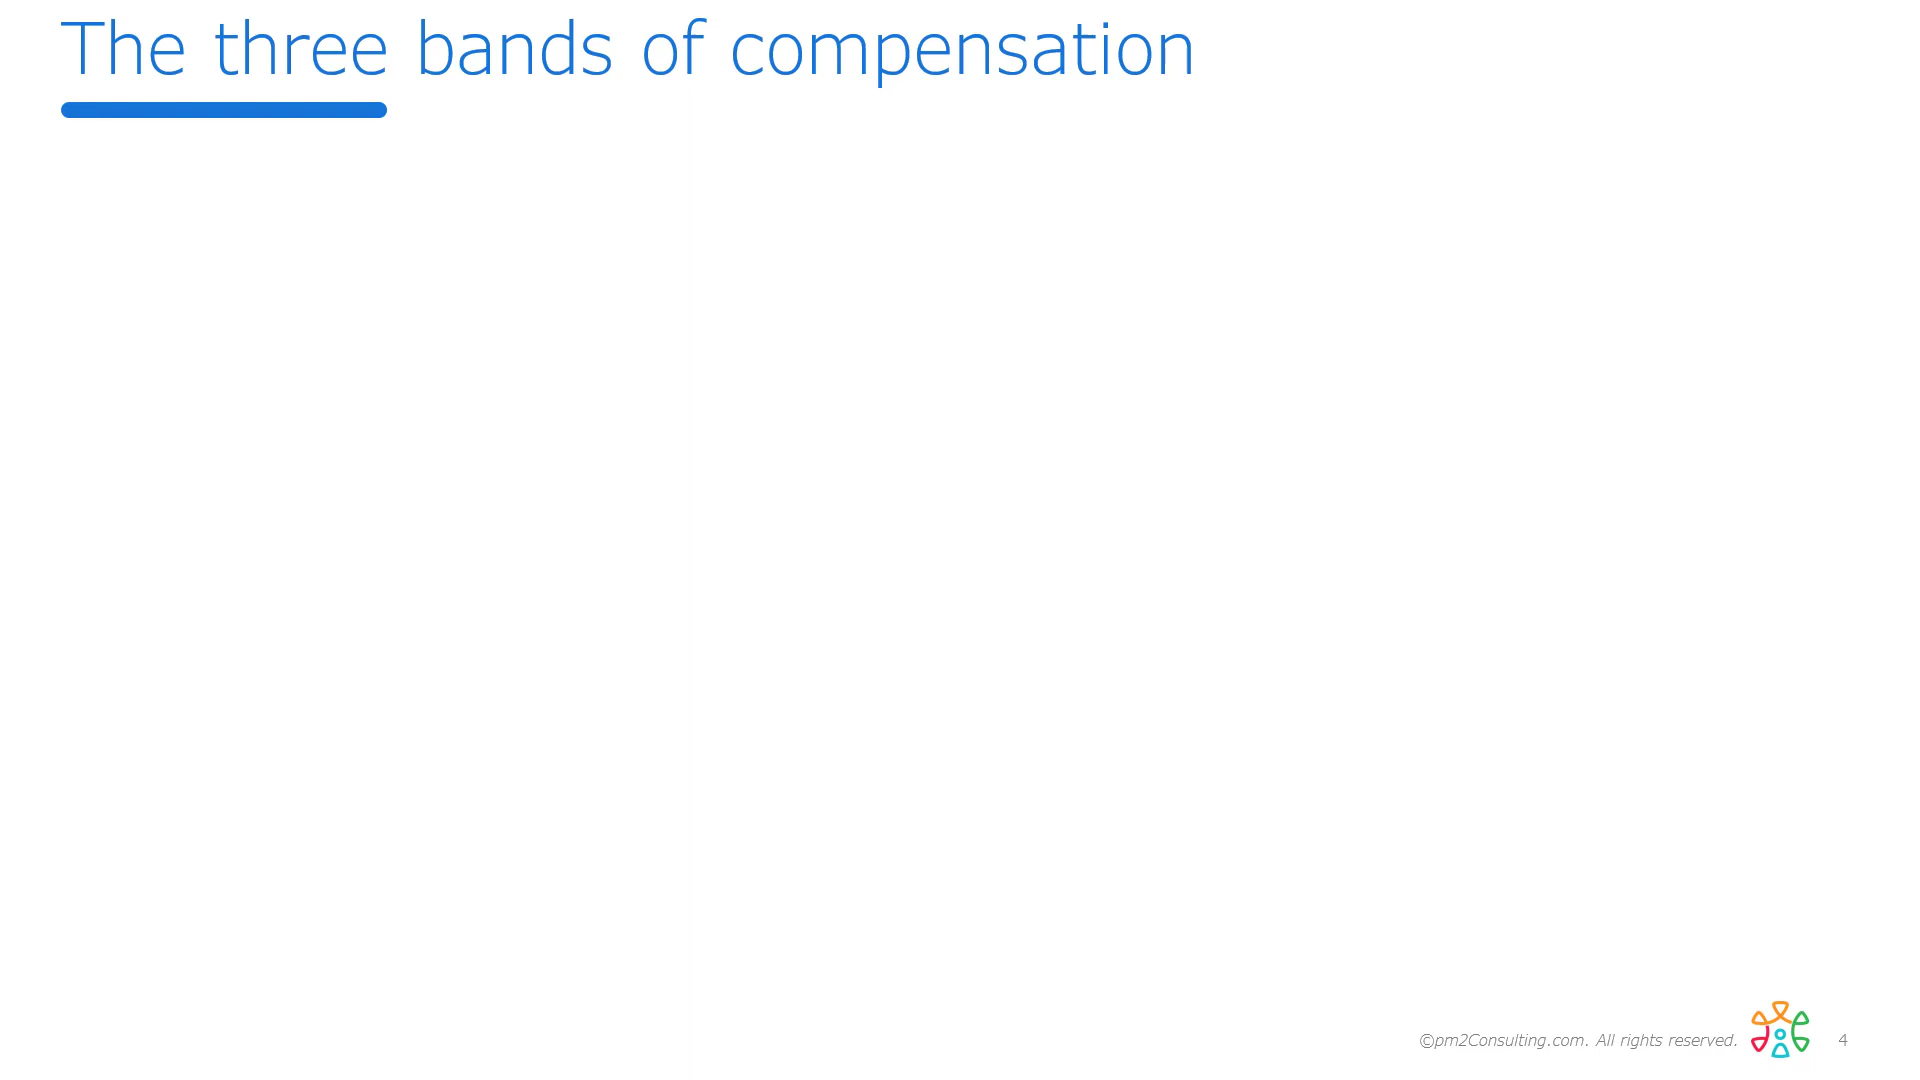 The three bands of compensation
©pm2Consulting.com. All rights reserved.
4